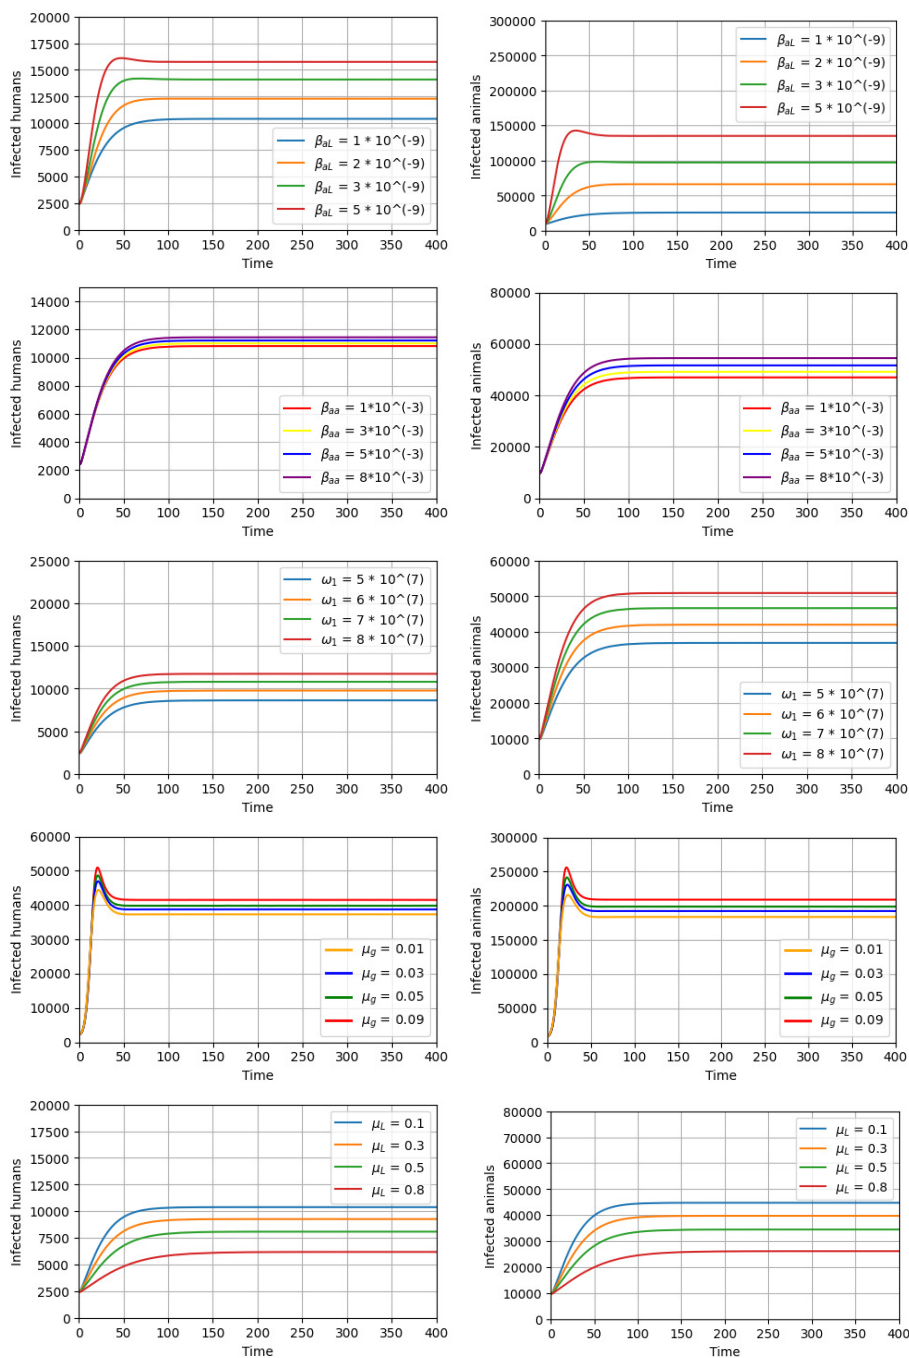 20000
17500
15000
12500
10000
7500
5000
2500
0
Infected humans
β_aL = 1 * 10^(-9)
β_aL = 2 * 10^(-9)
β_aL = 3 * 10^(-9)
β_aL = 5 * 10^(-9)
0 50 100 150 200 250 300 350 400
Time
300000
250000
200000
150000
100000
50000
0
Infected animals
β_aL = 1 * 10^(-9)
β_aL = 2 * 10^(-9)
β_aL = 3 * 10^(-9)
β_aL = 5 * 10^(-9)
0 50 100 150 200 250 300 350 400
Time
14000
12000
10000
8000
6000
4000
2000
0
Infected humans
β_aa = 1*10^(-3)
β_aa = 3*10^(-3)
β_aa = 5*10^(-3)
β_aa = 8*10^(-3)
0 50 100 150 200 250 300 350 400
Time
80000
60000
40000
20000
0
Infected animals
β_aa = 1*10^(-3)
β_aa = 3*10^(-3)
β_aa = 5*10^(-3)
β_aa = 8*10^(-3)
0 50 100 150 200 250 300 350 400
Time
25000
20000
15000
10000
5000
0
Infected humans
ω_1 = 5 * 10^(7)
ω_1 = 6 * 10^(7)
ω_1 = 7 * 10^(7)
ω_1 = 8 * 10^(7)
0 50 100 150 200 250 300 350 400
Time
60000
50000
40000
30000
20000
10000
0
Infected animals
ω_1 = 5 * 10^(7)
ω_1 = 6 * 10^(7)
ω_1 = 7 * 10^(7)
ω_1 = 8 * 10^(7)
0 50 100 150 200 250 300 350 400
Time
60000
50000
40000
30000
20000
10000
0
Infected humans
μ_g = 0.01
μ_g = 0.03
μ_g = 0.05
μ_g = 0.09
0 50 100 150 200 250 300 350 400
Time
300000
250000
200000
150000
100000
50000
0
Infected animals
μ_g = 0.01
μ_g = 0.03
μ_g = 0.05
μ_g = 0.09
0 50 100 150 200 250 300 350 400
Time
20000
17500
15000
12500
10000
7500
5000
2500
0
Infected humans
μ_L = 0.1
μ_L = 0.3
μ_L = 0.5
μ_L = 0.8
0 50 100 150 200 250 300 350 400
Time
80000
70000
60000
50000
40000
30000
20000
10000
0
Infected animals
μ_L = 0.1
μ_L = 0.3
μ_L = 0.5
μ_L = 0.8
0 50 100 150 200 250 300 350 400
Time